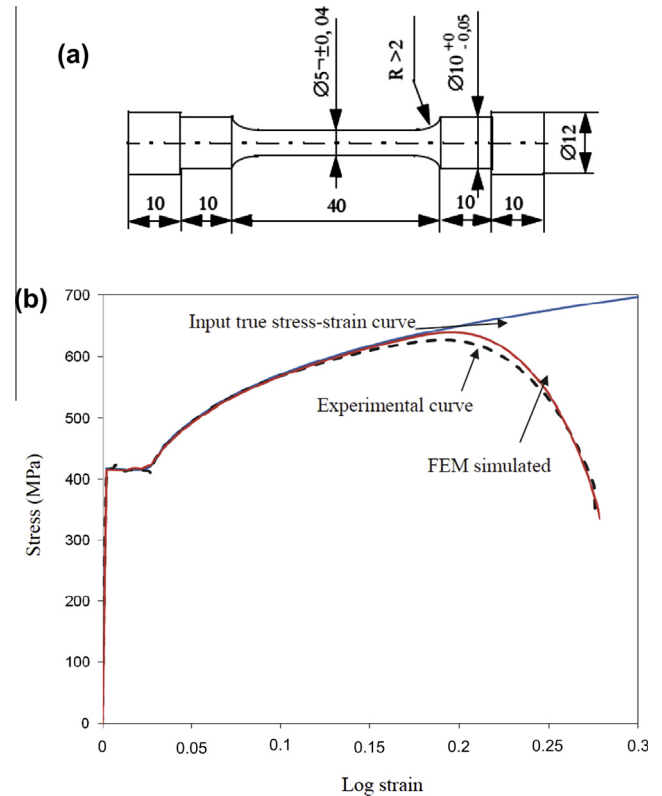 (a)
Ø5¬±0, 04
R >2
Ø10 +0 -0,05
Ø12
10
10
40
10
10
(b)
700
600
500
400
300
200
100
0
Stress (MPa)
Input true stress-strain curve
Experimental curve
FEM simulated
0
0.05
0.1
0.15
0.2
0.25
0.3
Log strain